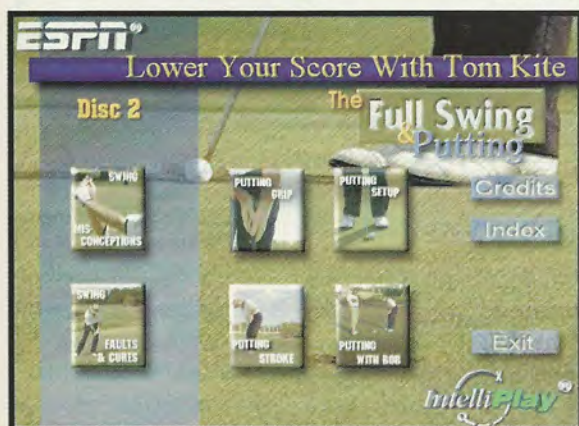 ESPN®
Lower Your Score With Tom Kite
Disc 2
The
Full Swing
& Putting
SWING
MIS-
CONCEPTIONS
PUTTING
GRIP
PUTTING
SETUP
Credits
Index
SWING
FAULTS
& CURES
PUTTING
STROKE
PUTTING
WITH BOB
Exit
IntelliPlay®